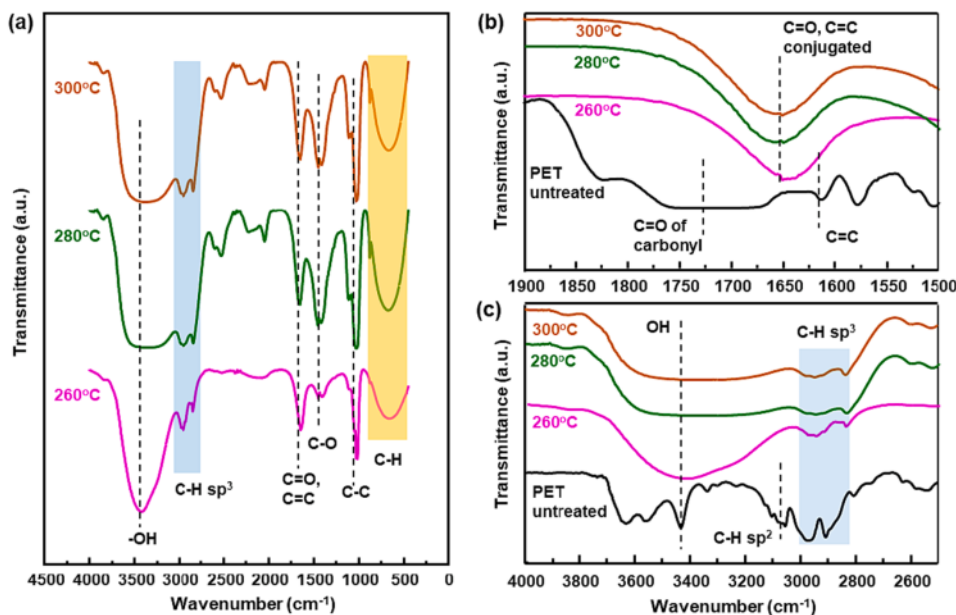 (a)
300°C
280°C
260°C
-OH
C-H sp³
C=O,
C=C
C-O
C-C
C-H
Transmittance (a.u.)
4500 4000 3500 3000 2500 2000 1500 1000 500 0
Wavenumber (cm⁻¹)
(b)
300°C
280°C
260°C
PET
untreated
C=O, C=C
conjugated
C=O of
carbonyl
C=C
Transmittance (a.u.)
1900 1850 1800 1750 1700 1650 1600 1550 1500
(c)
300°C
280°C
260°C
PET
untreated
OH
C-H sp³
C-H sp²
Transmittance (a.u.)
4000 3800 3600 3400 3200 3000 2800 2600
Wavenumber (cm⁻¹)